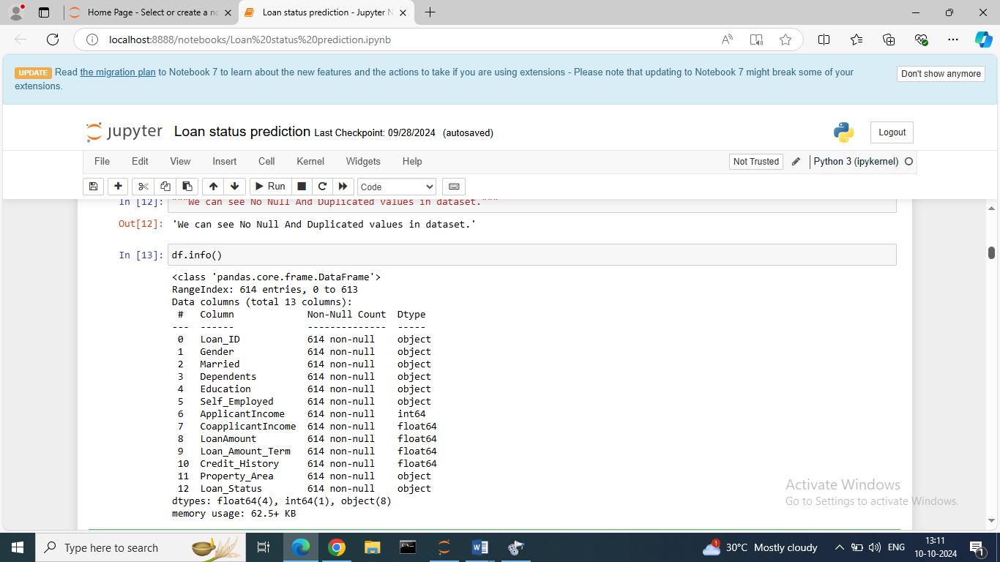 Home Page - Select or create a no
Loan status prediction - Jupyter N
localhost:8888/notebooks/Loan%20status%20prediction.ipynb
UPDATE Read the migration plan to Notebook 7 to learn about the new features and the actions to take if you are using extensions - Please note that updating to Notebook 7 might break some of your
extensions.
Don't show anymore
jupyter Loan status prediction Last Checkpoint: 09/28/2024 (autosaved)
Logout
File Edit View Insert Cell Kernel Widgets Help
Not Trusted
Python 3 (ipykernel)
Run
Code
In [12]: """We can see No Null And Duplicated values in dataset."""
Out[12]: 'We can see No Null And Duplicated values in dataset.'
In [13]: df.info()
<class 'pandas.core.frame.DataFrame'>
RangeIndex: 614 entries, 0 to 613
Data columns (total 13 columns):
# Column Non-Null Count Dtype
--- ------ -------------- -----
0 Loan_ID 614 non-null object
1 Gender 614 non-null object
2 Married 614 non-null object
3 Dependents 614 non-null object
4 Education 614 non-null object
5 Self_Employed 614 non-null object
6 ApplicantIncome 614 non-null int64
7 CoapplicantIncome 614 non-null float64
8 LoanAmount 614 non-null float64
9 Loan_Amount_Term 614 non-null float64
10 Credit_History 614 non-null float64
11 Property_Area 614 non-null object
12 Loan_Status 614 non-null object
dtypes: float64(4), int64(1), object(8)
memory usage: 62.5+ KB
Activate Windows
Go to Settings to activate Windows.
Type here to search
1
30°C Mostly cloudy
ENG
13:11
10-10-2024
1